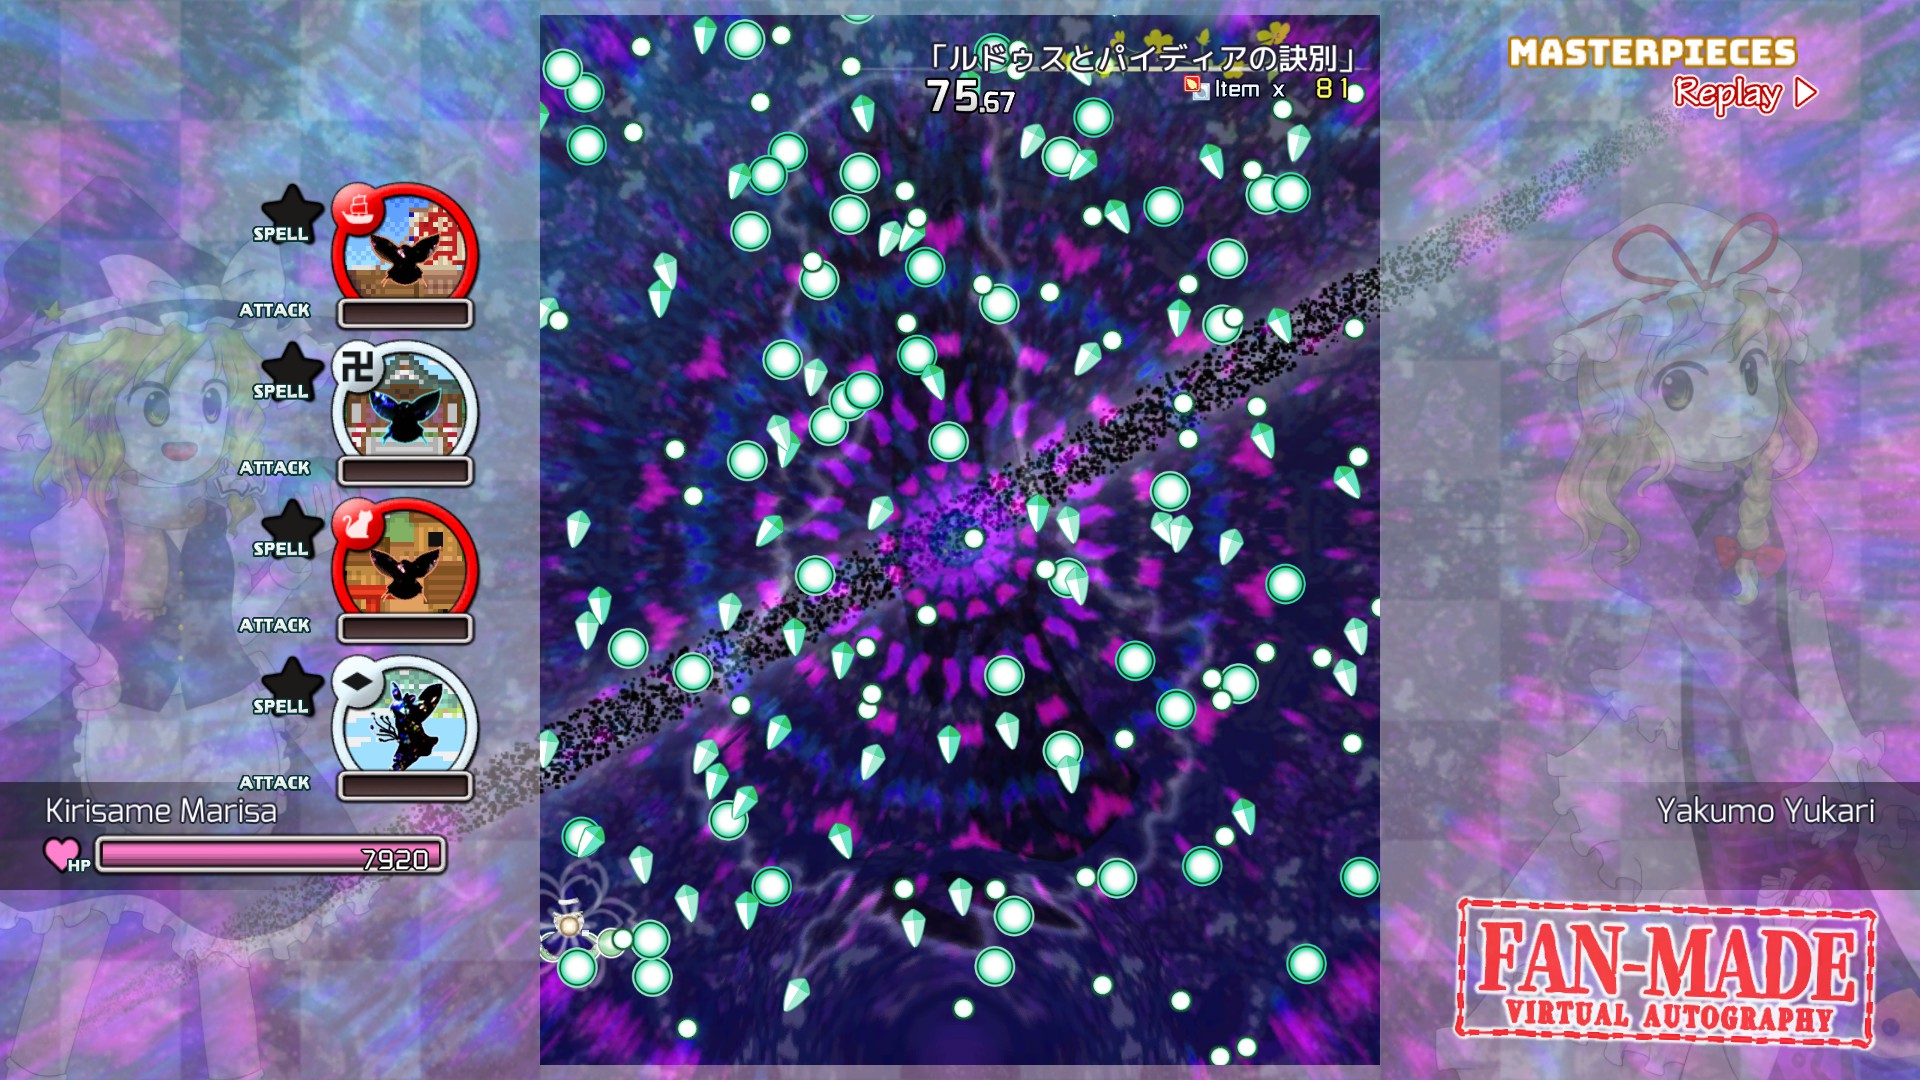 「ルドゥスとパイディアの訣別」
75.67
Item x 81
MASTERPIECES
Replay
SPELL
ATTACK
卍
SPELL
ATTACK
SPELL
ATTACK
SPELL
ATTACK
Kirisame Marisa
HP 7920
Yakumo Yukari
FAN-MADE
VIRTUAL AUTOGRAPHY